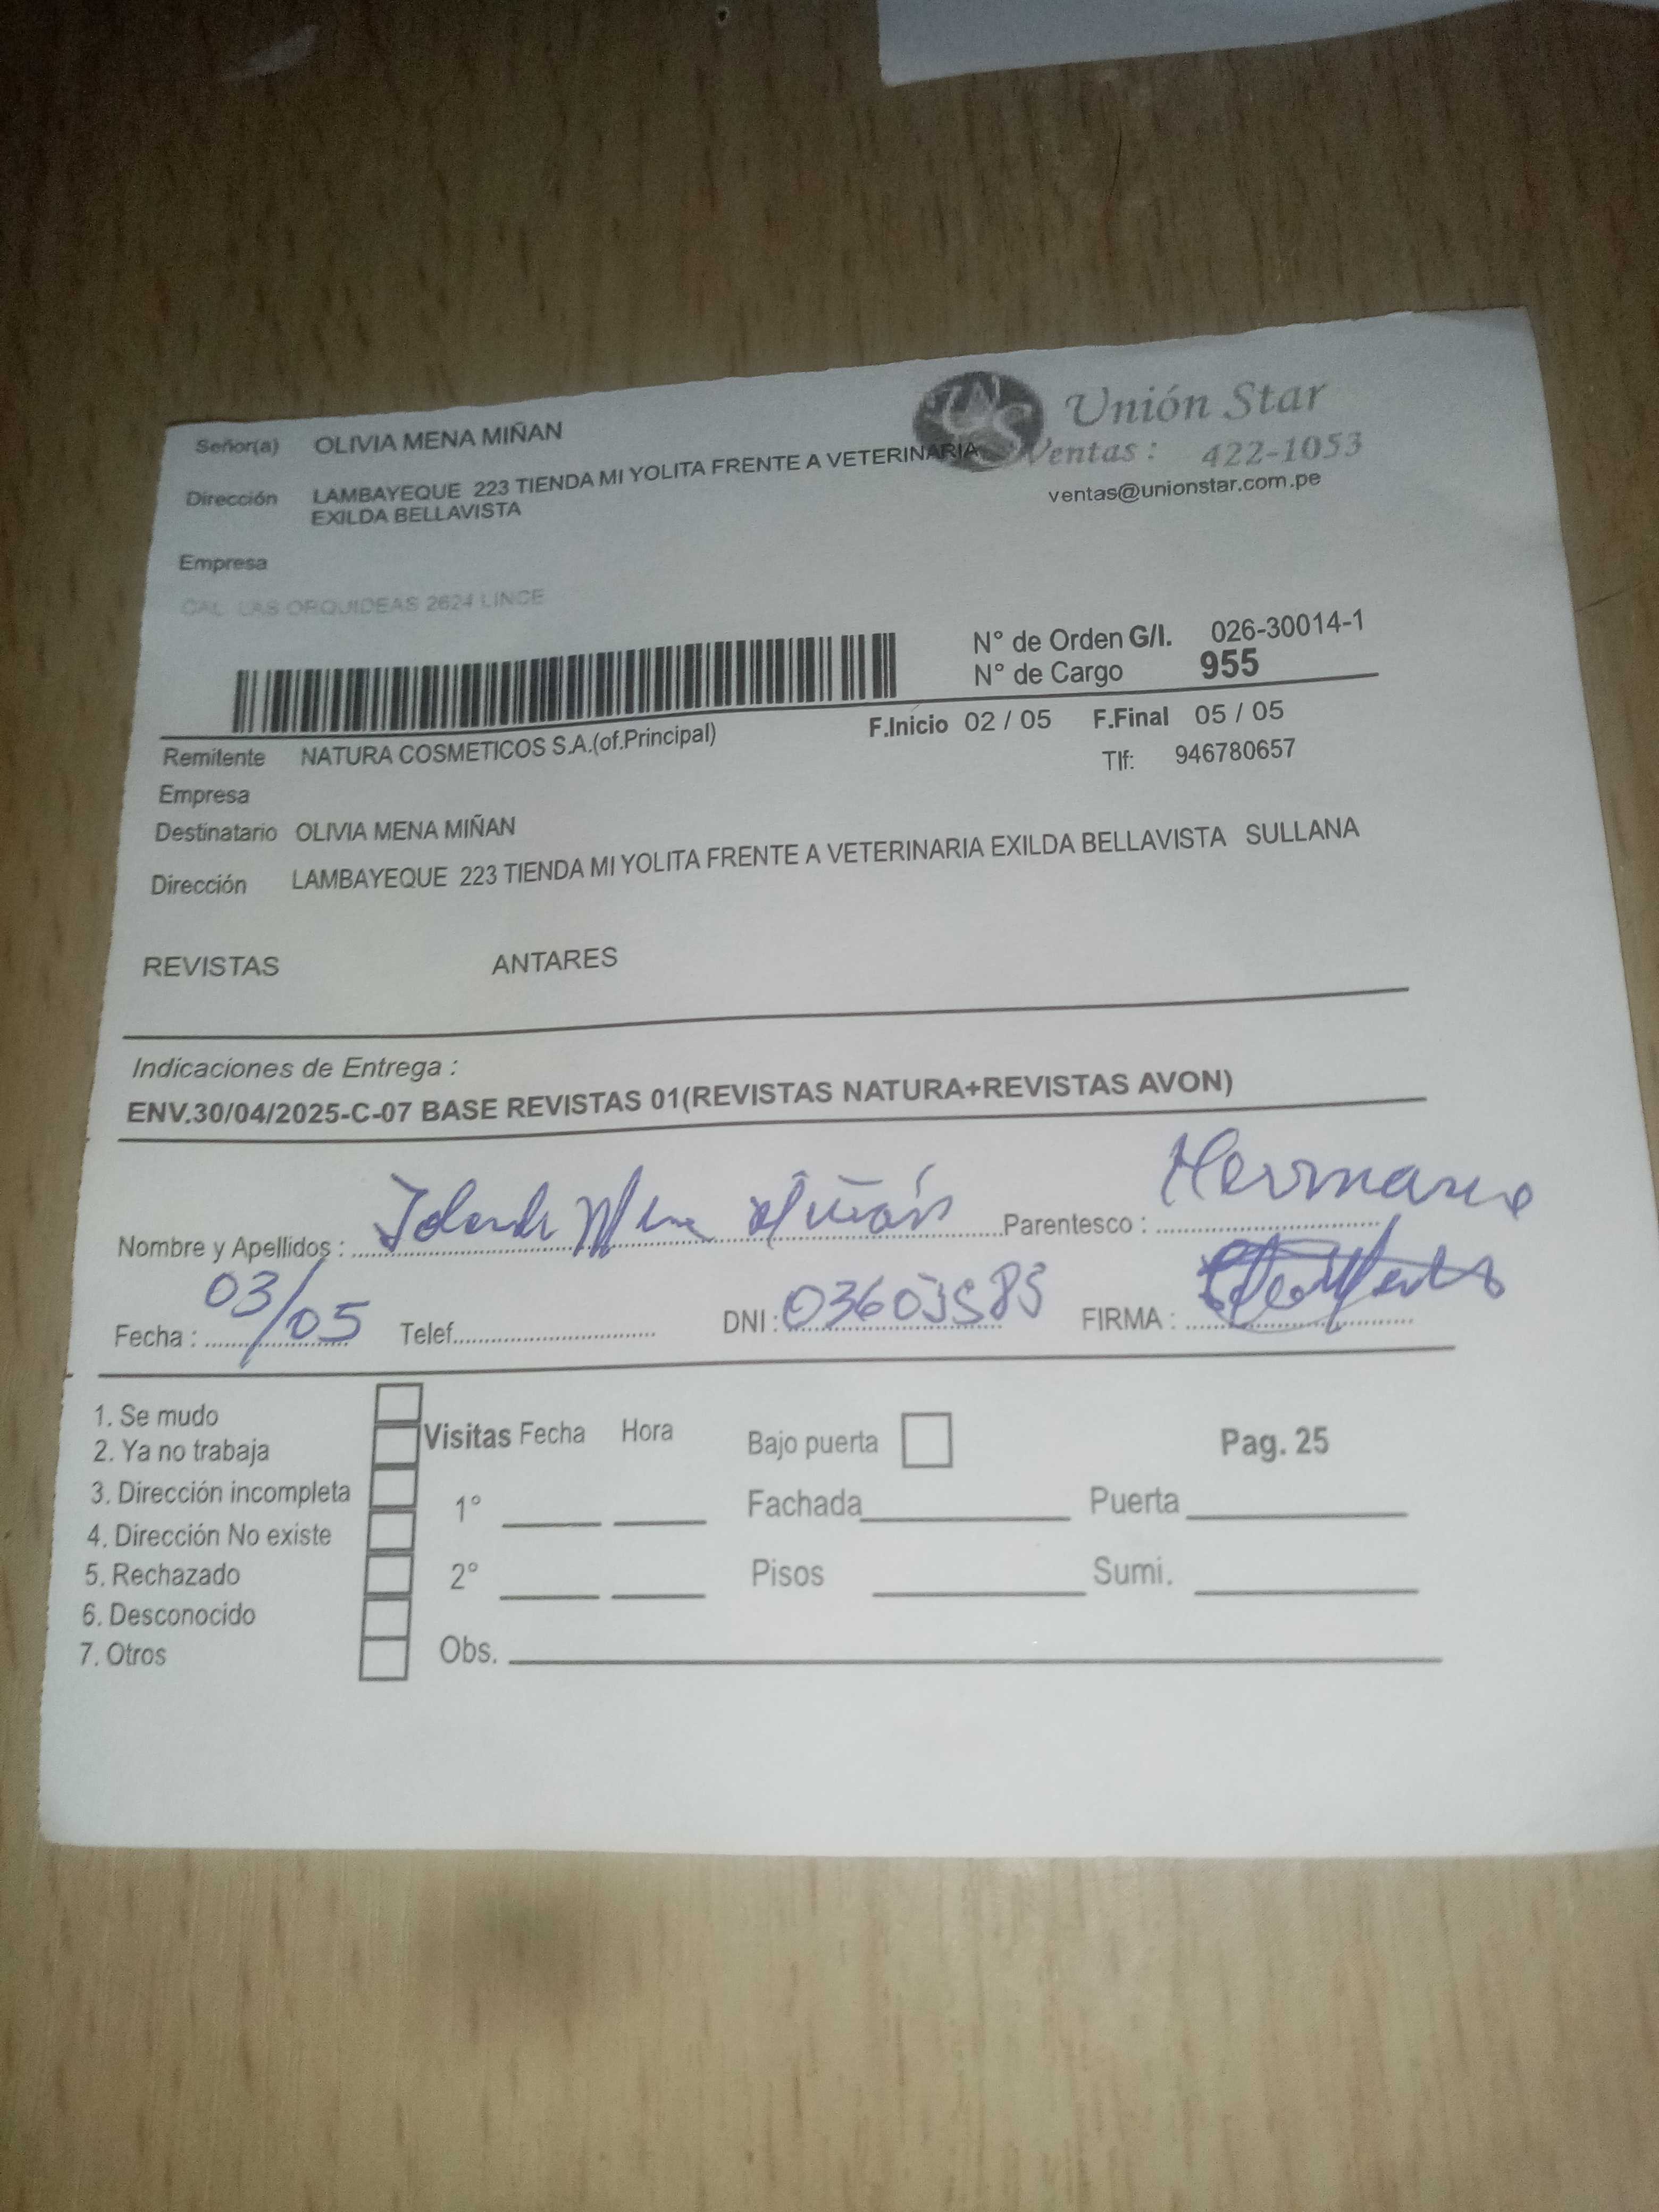 Señor(a) OLIVIA MENA MIÑAN
Unión Star
Dirección LAMBAYEQUE 223 TIENDA MI YOLITA FRENTE A VETERINARIA
EXILDA BELLAVISTA
Ventas : 422-1053
ventas@unionstar.com.pe
Empresa
CAL LAS ORQUIDEAS 2624 LINCE
N° de Orden G/I. 026-30014-1
N° de Cargo 955
F.Inicio 02 / 05 F.Final 05 / 05
Remitente NATURA COSMETICOS S.A.(of.Principal)
Tlf: 946780657
Empresa
Destinatario OLIVIA MENA MIÑAN
Dirección LAMBAYEQUE 223 TIENDA MI YOLITA FRENTE A VETERINARIA EXILDA BELLAVISTA SULLANA
REVISTAS ANTARES
Indicaciones de Entrega :
ENV.30/04/2025-C-07 BASE REVISTAS 01(REVISTAS NATURA+REVISTAS AVON)
Nombre y Apellidos : Mena Miñán Parentesco : Hermana
Fecha : 03/05 Telef. DNI : FIRMA :
1. Se mudo
2. Ya no trabaja
3. Dirección incompleta
4. Dirección No existe
5. Rechazado
6. Desconocido
7. Otros
Visitas Fecha Hora
1°
2°
Obs.
Bajo puerta Pag. 25
Fachada Puerta
Pisos Sumi.